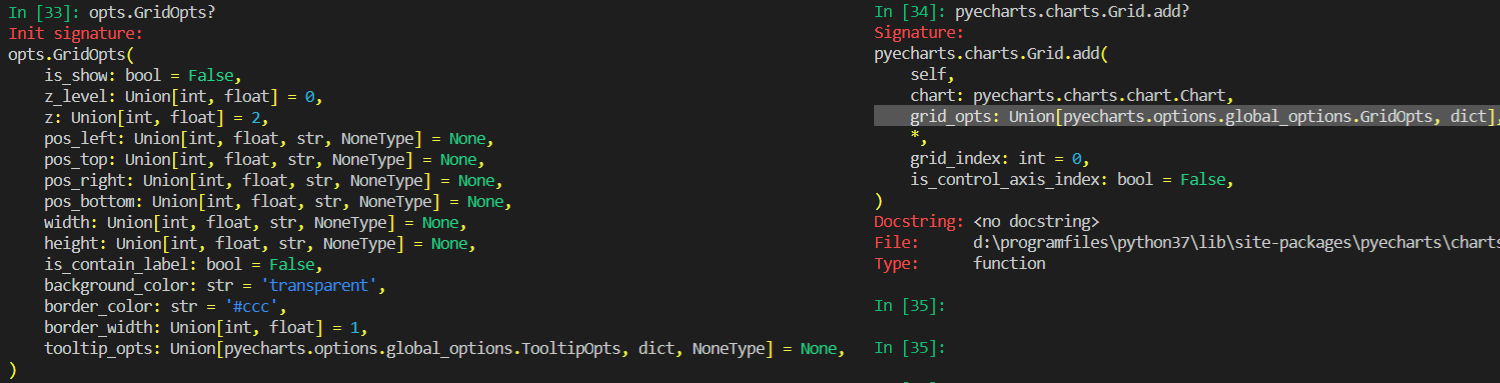 In [33]: opts.GridOpts?
Init signature:
opts.GridOpts(
    is_show: bool = False,
    z_level: Union[int, float] = 0,
    z: Union[int, float] = 2,
    pos_left: Union[int, float, str, NoneType] = None,
    pos_top: Union[int, float, str, NoneType] = None,
    pos_right: Union[int, float, str, NoneType] = None,
    pos_bottom: Union[int, float, str, NoneType] = None,
    width: Union[int, float, str, NoneType] = None,
    height: Union[int, float, str, NoneType] = None,
    is_contain_label: bool = False,
    background_color: str = 'transparent',
    border_color: str = '#ccc',
    border_width: Union[int, float] = 1,
    tooltip_opts: Union[pyecharts.options.global_options.TooltipOpts, dict, NoneType] = None,
)
In [34]: pyecharts.charts.Grid.add?
Signature:
pyecharts.charts.Grid.add(
    self,
    chart: pyecharts.charts.chart.Chart,
    grid_opts: Union[pyecharts.options.global_options.GridOpts, dict],
    *,
    grid_index: int = 0,
    is_control_axis_index: bool = False,
)
Docstring: <no docstring>
File:      d:\programfiles\python37\lib\site-packages\pyecharts\charts
Type:      function
In [35]:
In [35]: